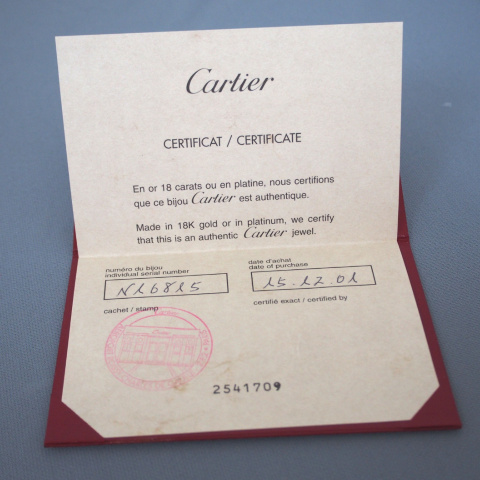 Cartier
CERTIFICAT / CERTIFICATE
En or 18 carats ou en platine, nous certifions
que ce bijou Cartier est authentique.
Made in 18K gold or in platinum, we certify
that this is an authentic Cartier jewel.
numéro du bijou
individual serial number
N16815
date d'achat
date of purchase
15.12.01
cachet / stamp
certifié exact / certified by
2541709